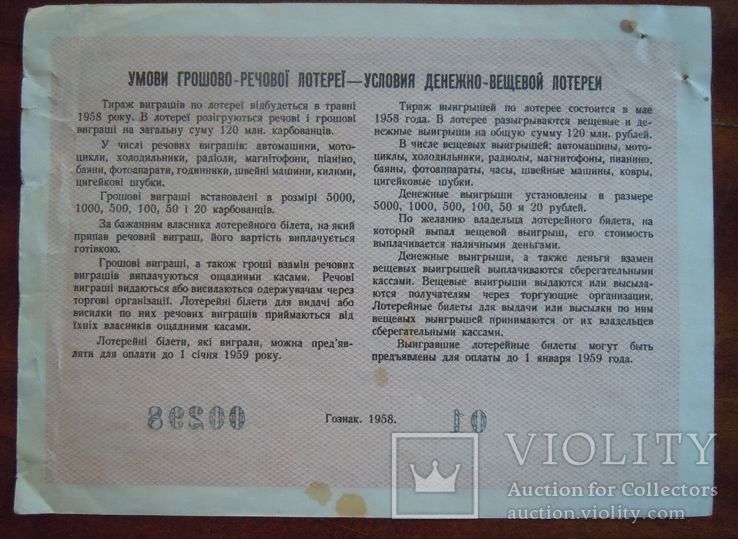 УМОВИ ГРОШОВО-РЕЧОВОЇ ЛОТЕРЕЇ—УСЛОВИЯ ДЕНЕЖНО-ВЕЩЕВОЙ ЛОТЕРЕИ
Тираж виграшів по лотереї відбудеться в травні
1958 року. В лотереї розігруються речові і грошові
виграші на загальну суму 120 млн. карбованців.
У числі речових виграшів: автомашини, мото-
цикли, холодильники, радіоли, магнітофони, піаніно,
баяни, фотоапарати, годинники, швейні машини, килими,
цигейкові шубки.
Грошові виграші встановлені в розмірі 5000,
1000, 500, 100, 50 і 20 карбованців.
За бажанням власника лотерейного білета, на який
припав речовий виграш, його вартість виплачується
готівкою.
Грошові виграші, а також гроші взамін речових
виграшів виплачуються ощадними касами. Речові
виграші видаються або висилаються одержувачам через
торгові організації. Лотерейні білети для видачі або
висилки по них речових виграшів приймаються від
їхніх власників ощадними касами.
Лотерейні білети, які виграли, можна пред'яв-
ляти для оплати до 1 січня 1959 року.
Тираж выигрышей по лотерее состоится в мае
1958 года. В лотерее разыгрываются вещевые и де-
нежные выигрыши на общую сумму 120 млн. рублей.
В числе вещевых выигрышей: автомашины, мото-
циклы, холодильники, радиолы, магнитофоны, пианино,
баяны, фотоаппараты, часы, швейные машины, ковры,
цигейковые шубки.
Денежные выигрыши установлены в размере
5000, 1000, 500, 100, 50 и 20 рублей.
По желанию владельца лотерейного билета, на
который выпал вещевой выигрыш, его стоимость
выплачивается наличными деньгами.
Денежные выигрыши, а также деньги взамен
вещевых выигрышей выплачиваются сберегательными
кассами. Вещевые выигрыши выдаются или высыла-
ются получателям через торгующие организации.
Лотерейные билеты для выдачи или высылки по ним
вещевых выигрышей принимаются от их владельцев
сберегательными кассами.
Выигравшие лотерейные билеты могут быть
предъявлены для оплаты до 1 января 1959 года.
00298
Гознак. 1958.
01
VIOLITY
Auction for Collectors
auction.violity.com